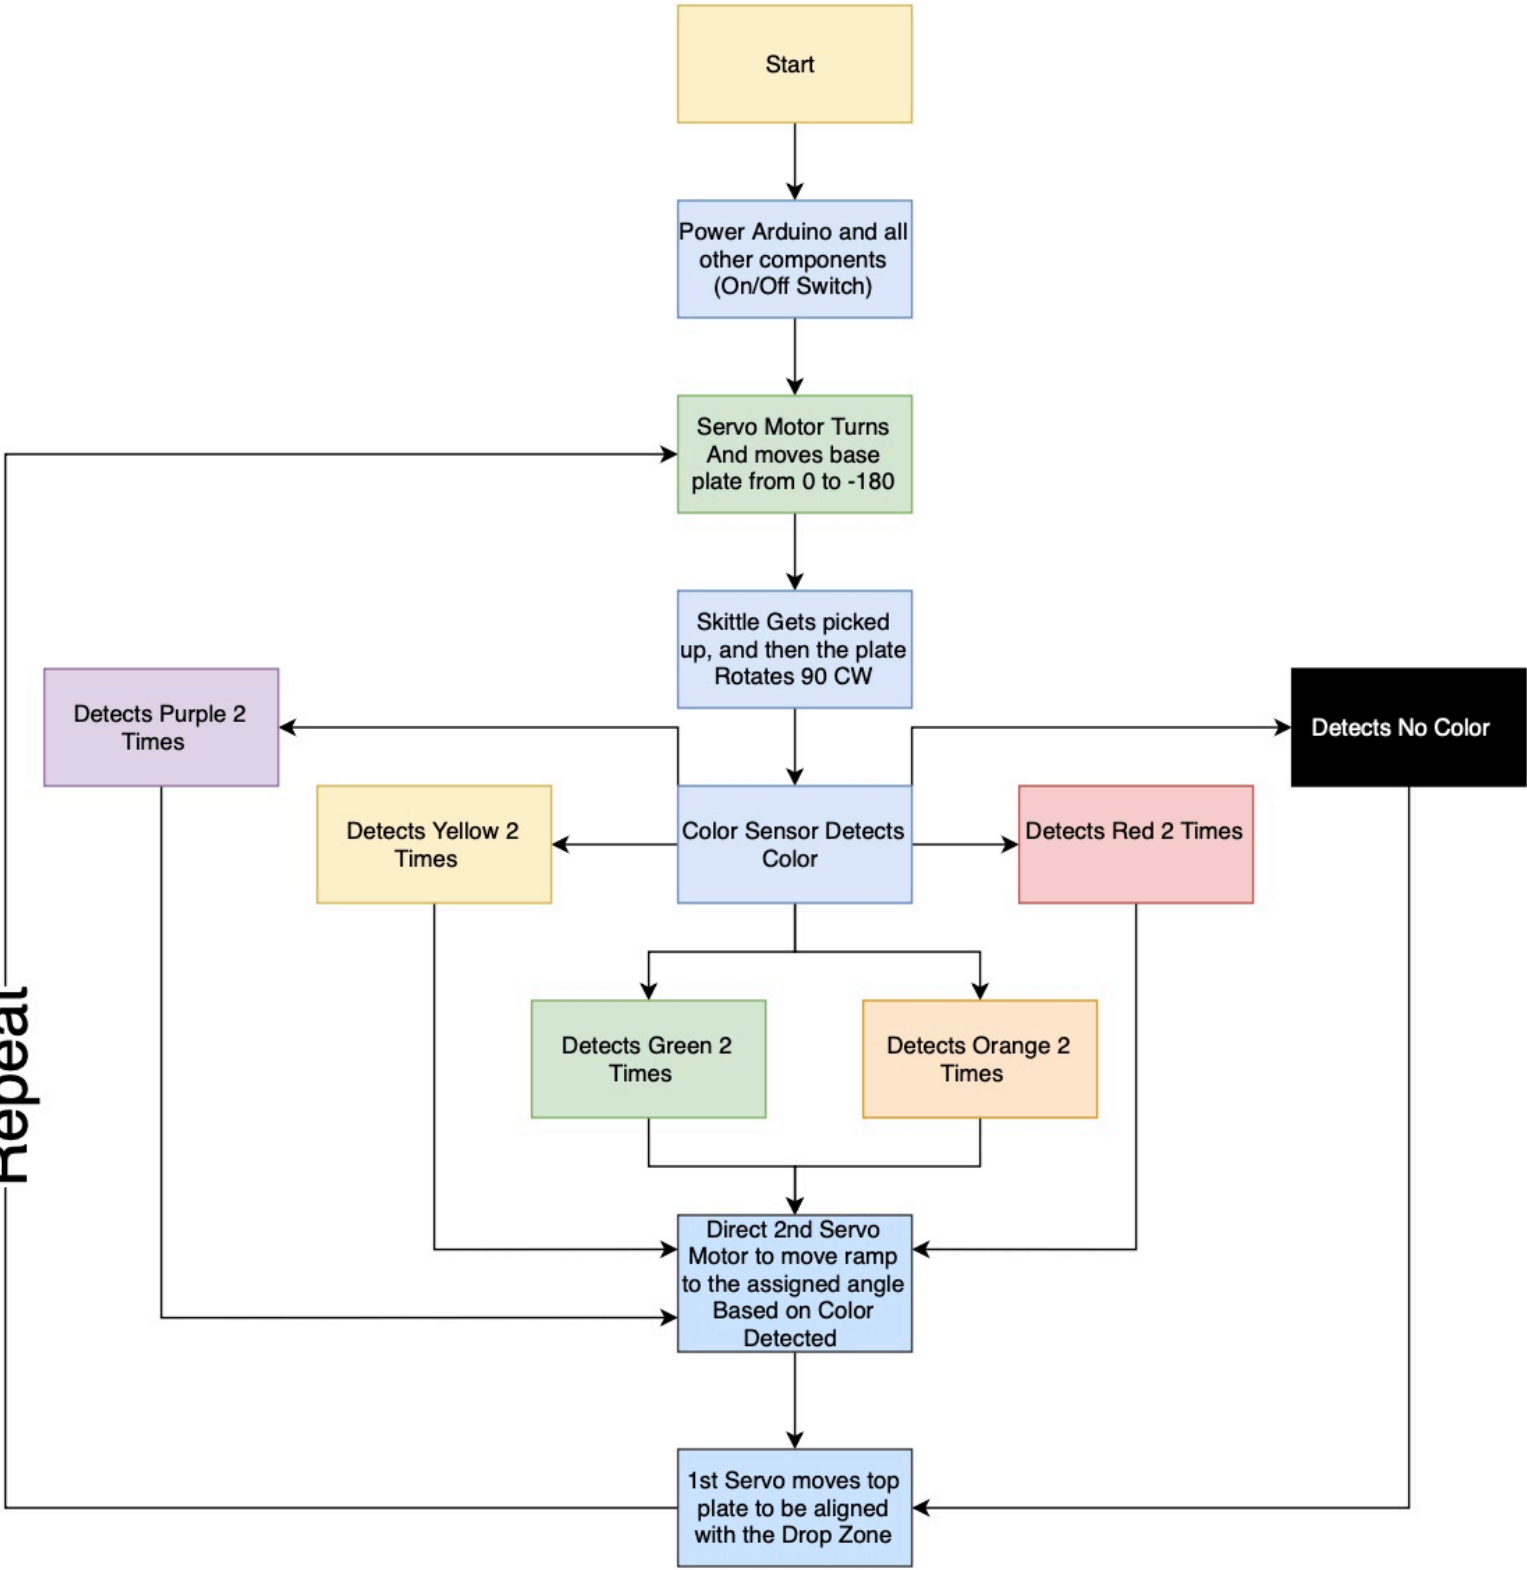 Start
Power Arduino and all
other components
(On/Off Switch)
Servo Motor Turns
And moves base
plate from 0 to -180
Skittle Gets picked
up, and then the plate
Rotates 90 CW
Detects Purple 2
Times
Detects No Color
Detects Yellow 2
Times
Color Sensor Detects
Color
Detects Red 2 Times
Detects Green 2
Times
Detects Orange 2
Times
Repeat
Direct 2nd Servo
Motor to move ramp
to the assigned angle
Based on Color
Detected
1st Servo moves top
plate to be aligned
with the Drop Zone